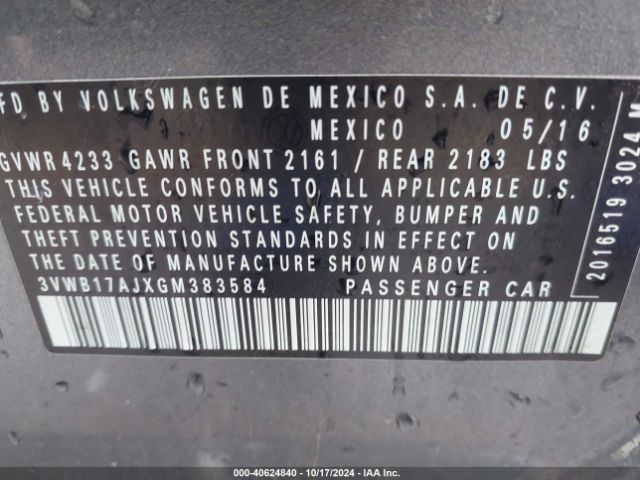 FD BY VOLKSWAGEN DE MEXICO S.A. DE C.V.
MEXICO 05/16
GVWR 4233 GAWR FRONT 2161 / REAR 2183 LBS
THIS VEHICLE CONFORMS TO ALL APPLICABLE U.S.
FEDERAL MOTOR VEHICLE SAFETY, BUMPER AND
THEFT PREVENTION STANDARDS IN EFFECT ON
THE DATE OF MANUFACTURE SHOWN ABOVE.
3VWB17AJXGM383584 PASSENGER CAR
2016519 3024 M
000-40624840 - 10/17/2024 - IAA Inc.